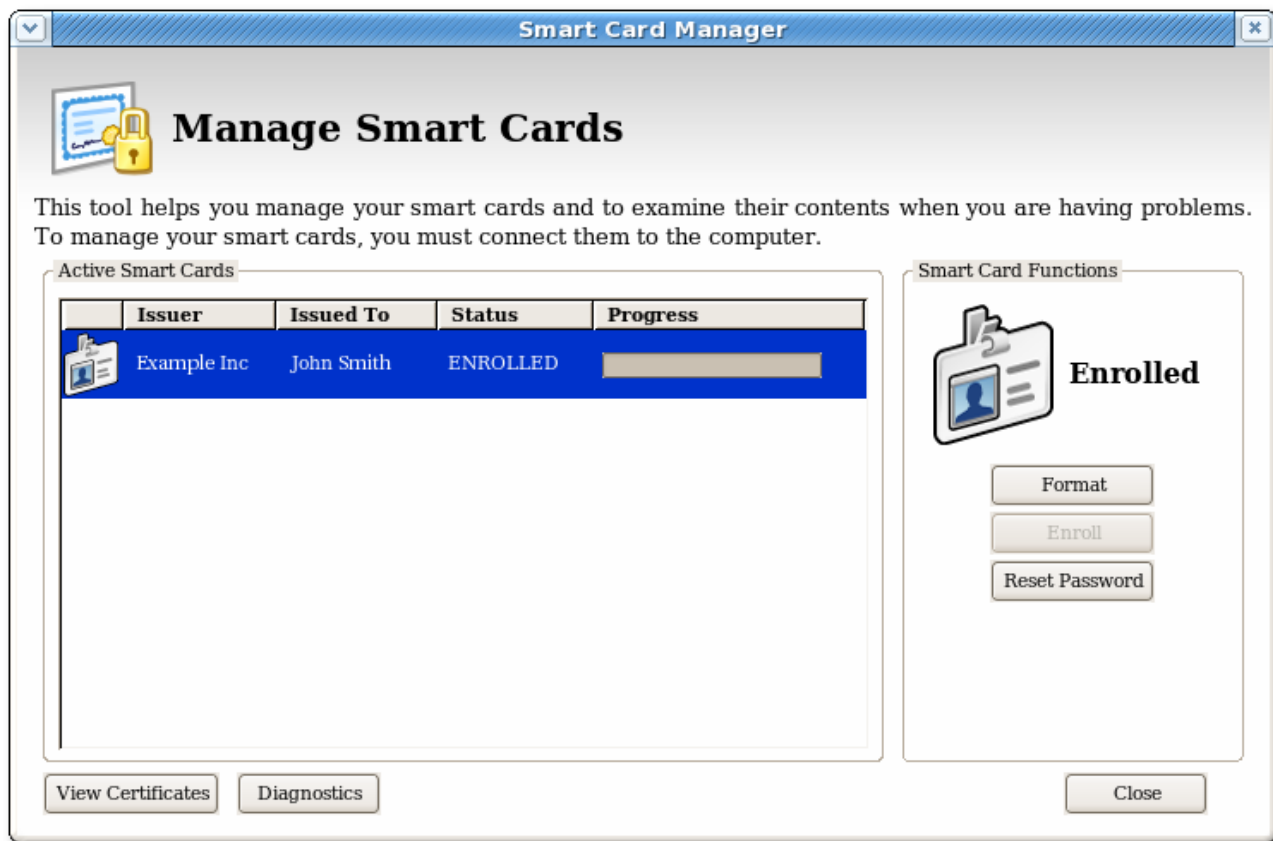 Smart Card Manager
Manage Smart Cards
This tool helps you manage your smart cards and to examine their contents when you are having problems.
To manage your smart cards, you must connect them to the computer.
Active Smart Cards
Issuer Issued To Status Progress
Example Inc John Smith ENROLLED
Smart Card Functions
Enrolled
Format
Enroll
Reset Password
View Certificates Diagnostics Close